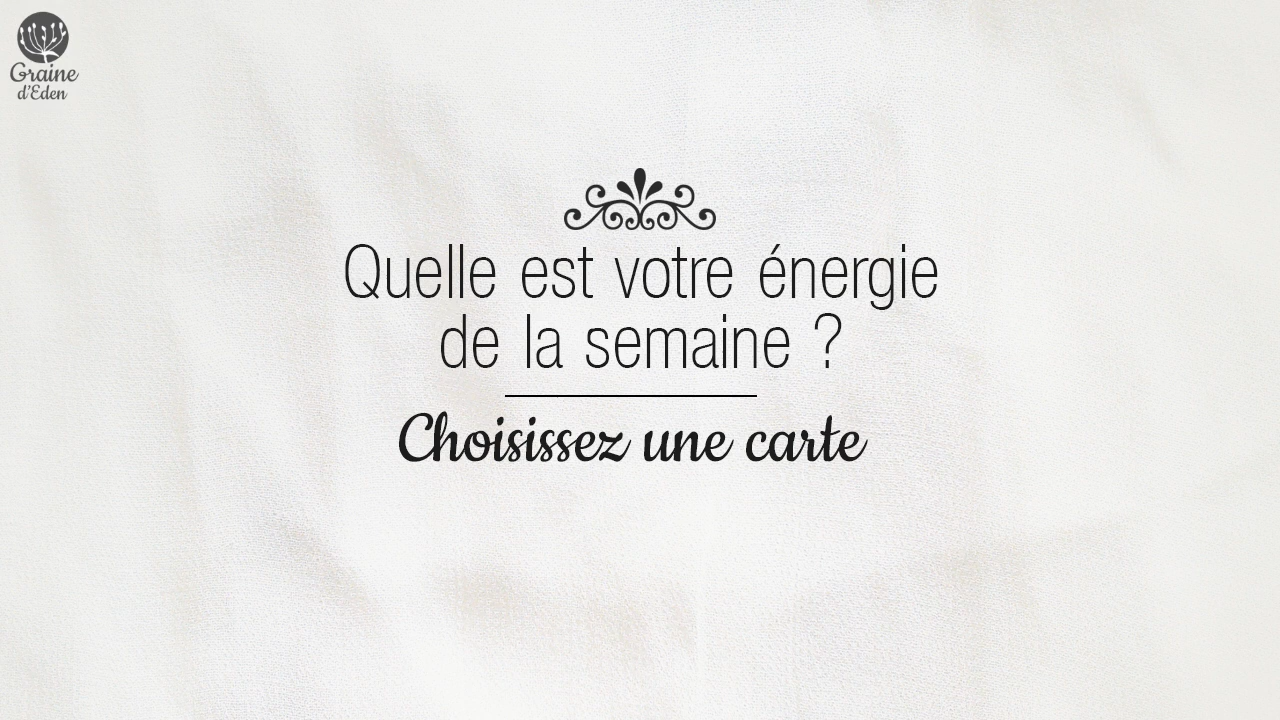 Graine
d'Eden
Quelle est votre énergie
de la semaine ?
Choisissez une carte